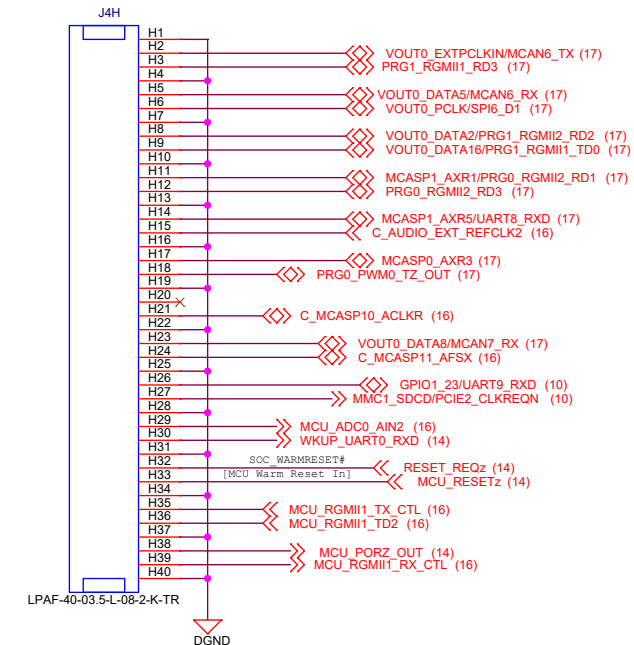 J4H
H1
H2 VOUT0_EXTPCLKIN/MCAN6_TX (17)
H3 PRG1_RGMII1_RD3 (17)
H4
H5 VOUT0_DATA5/MCAN6_RX (17)
H6 VOUT0_PCLK/SPI6_D1 (17)
H7
H8 VOUT0_DATA2/PRG1_RGMII2_RD2 (17)
H9 VOUT0_DATA16/PRG1_RGMII1_TD0 (17)
H10
H11 MCASP1_AXR1/PRG0_RGMII2_RD1 (17)
H12 PRG0_RGMII2_RD3 (17)
H13
H14 MCASP1_AXR5/UART8_RXD (17)
H15 C_AUDIO_EXT_REFCLK2 (16)
H16
H17 MCASP0_AXR3 (17)
H18 PRG0_PWM0_TZ_OUT (17)
H19
H20
H21 C_MCASP10_ACLKR (16)
H22
H23 VOUT0_DATA8/MCAN7_RX (17)
H24 C_MCASP11_AFSX (16)
H25
H26 GPIO1_23/UART9_RXD (10)
H27 MMC1_SDCD/PCIE2_CLKREQN (10)
H28
H29 MCU_ADC0_AIN2 (16)
H30 WKUP_UART0_RXD (14)
H31
H32 SOC_WARMRESET# RESET_REQz (14)
H33 [MCU Warm Reset In] MCU_RESETz (14)
H34
H35 MCU_RGMII1_TX_CTL (16)
H36 MCU_RGMII1_TD2 (16)
H37
H38 MCU_PORZ_OUT (14)
H39 MCU_RGMII1_RX_CTL (16)
H40
LPAF-40-03.5-L-08-2-K-TR
DGND